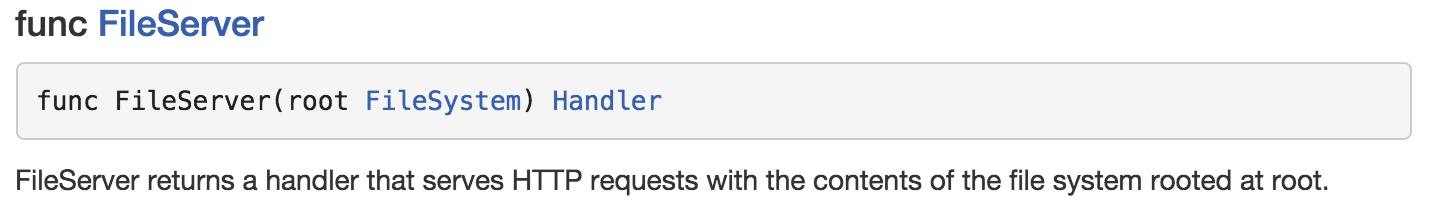 func FileServer
func FileServer(root FileSystem) Handler
FileServer returns a handler that serves HTTP requests with the contents of the file system rooted at root.